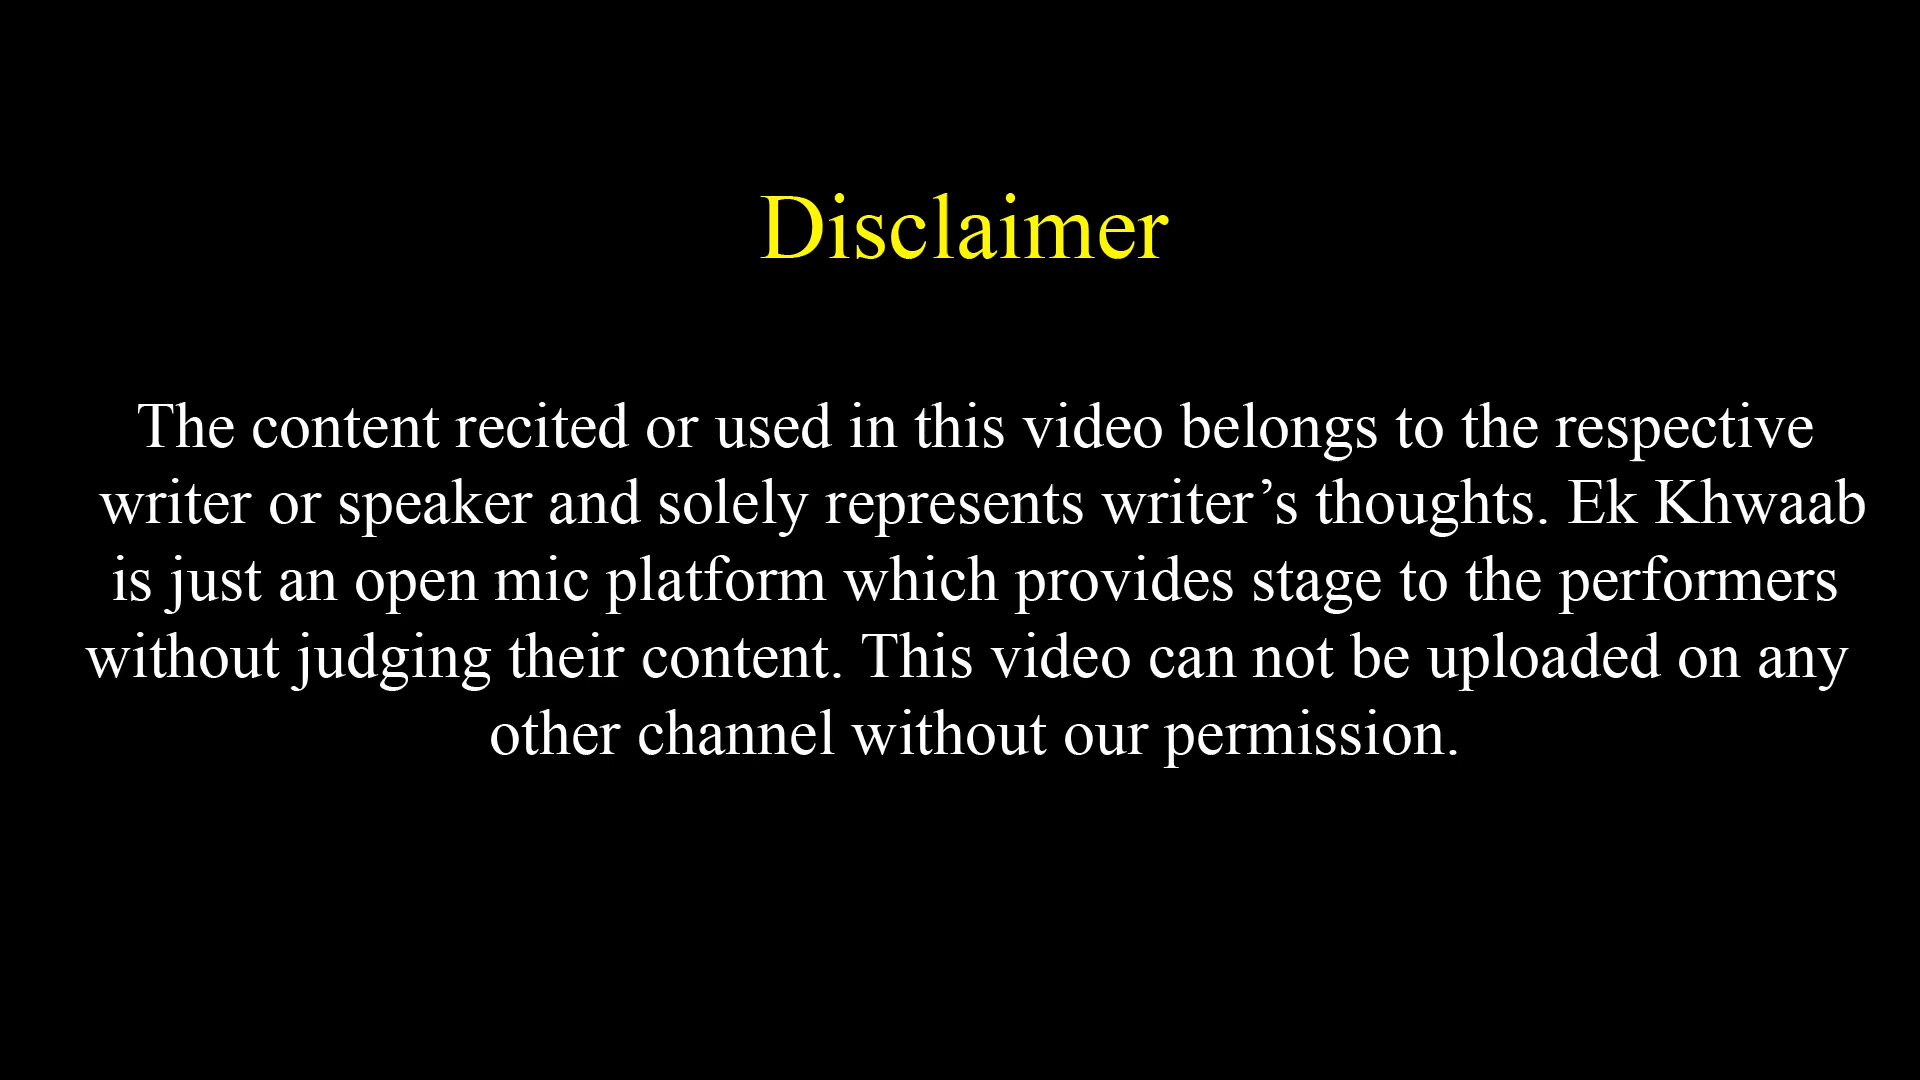 Disclaimer
The content recited or used in this video belongs to the respective
writer or speaker and solely represents writer’s thoughts. Ek Khwaab
is just an open mic platform which provides stage to the performers
without judging their content. This video can not be uploaded on any
other channel without our permission.